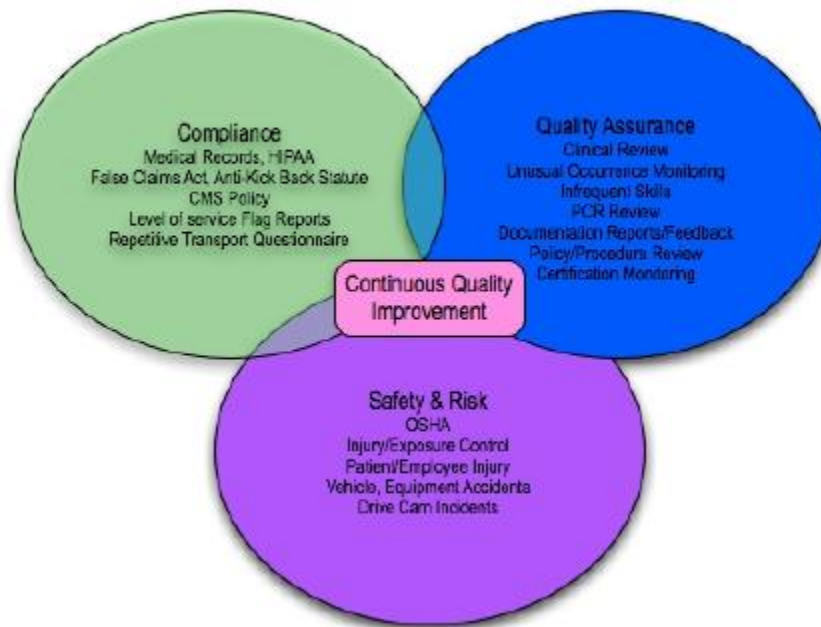 Compliance
Medical Records, HIPAA
False Claims Act, Anti-Kick Back Statute
CMS Policy
Level of service Flag Reports
Repetitive Transport Questionnaire
Quality Assurance
Clinical Review
Unusual Occurrence Monitoring
Infrequent Skills
PCR Review
Documentation Reports/Feedback
Policy/Procedure Review
Certification Monitoring
Continuous Quality
Improvement
Safety & Risk
OSHA
Injury/Exposure Control
Patient/Employee Injury
Vehicle, Equipment Accidents
Drive Cam Incidents